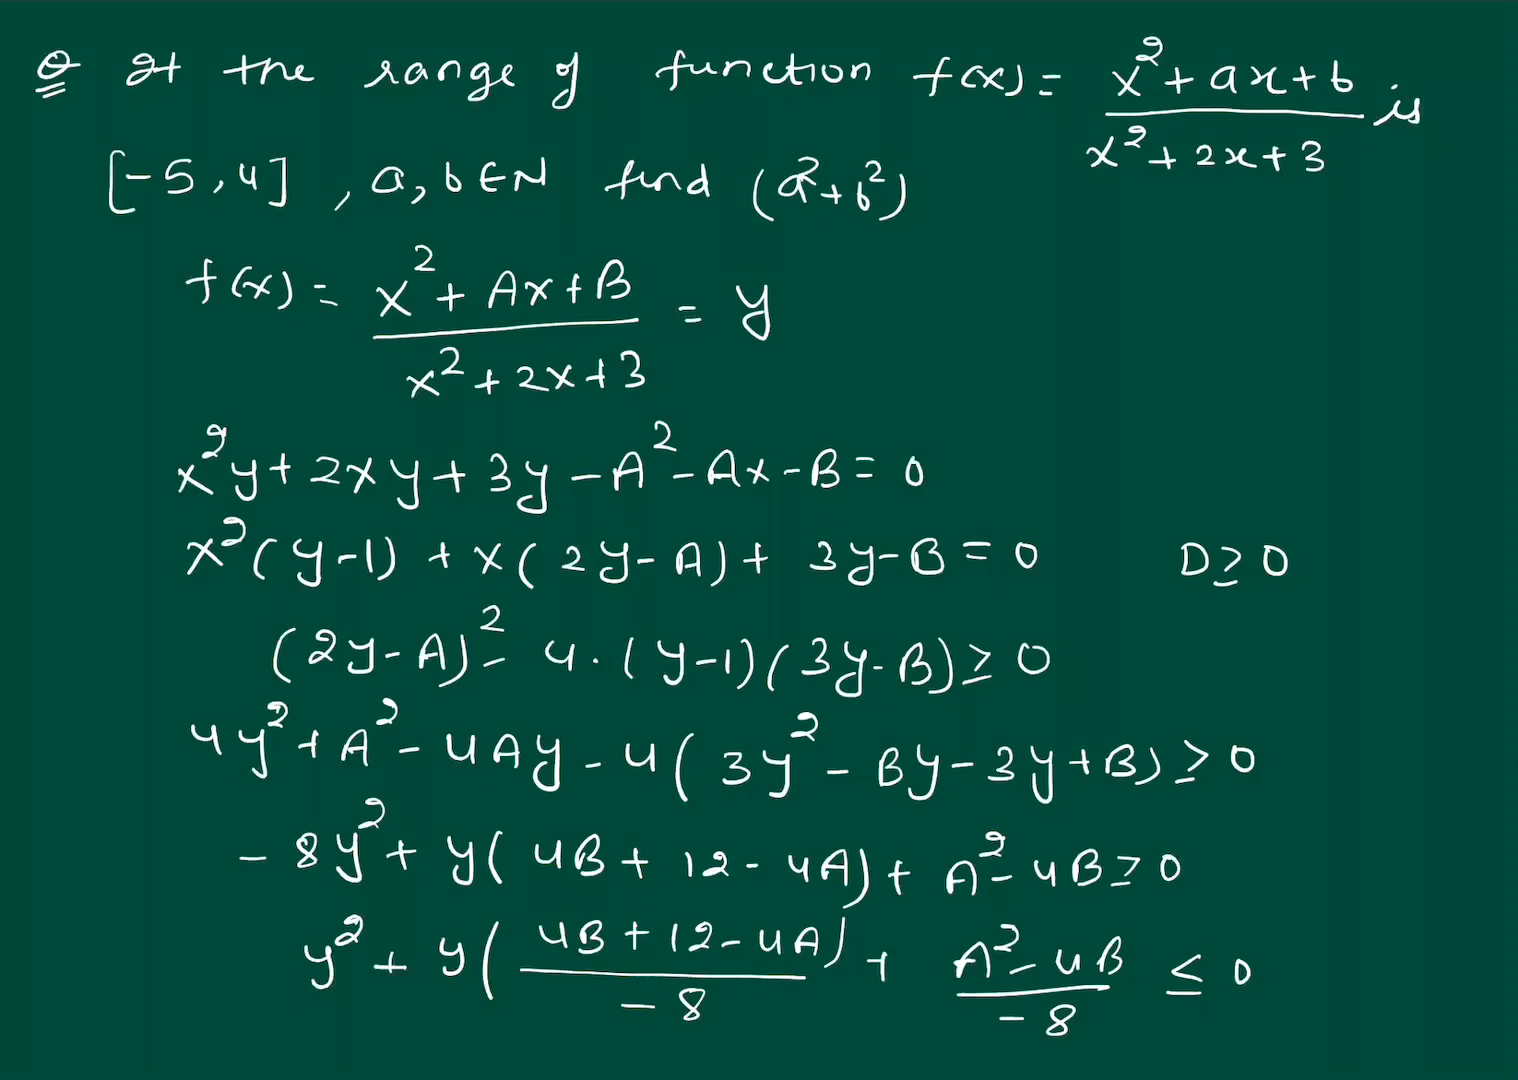 Q If the range of function f(x) = (x² + ax + b)/(x² + 2x + 3) is
[-5, 4] , a, b ∈ N find (a² + b²)
f(x) = (x² + Ax + B)/(x² + 2x + 3) = y
x²y + 2xy + 3y - A² - Ax - B = 0
x²(y-1) + x(2y - A) + 3y - B = 0 D ≥ 0
(2y - A)² - 4.(y-1)(3y - B) ≥ 0
4y² + A² - 4Ay - 4(3y² - By - 3y + B) ≥ 0
- 8y² + y(4B + 12 - 4A) + A² - 4B ≥ 0
y² + y((4B + 12 - 4A)/-8) + (A² - 4B)/-8 ≤ 0